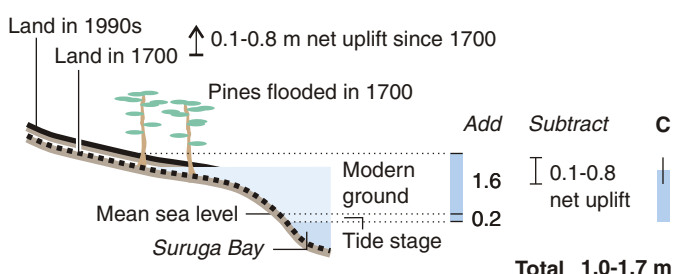 Land in 1990s
Land in 1700
0.1-0.8 m net uplift since 1700
Pines flooded in 1700
Add
Subtract
C
Modern
ground
1.6
0.1-0.8
net uplift
Mean sea level
0.2
Suruga Bay
Tide stage
Total 1.0-1.7 m